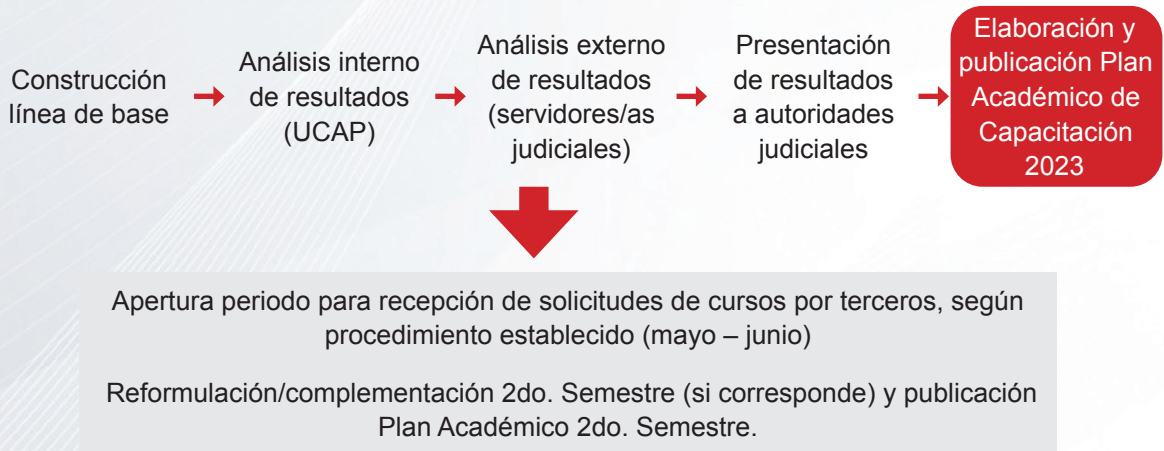 Construcción
línea de base
Análisis interno
de resultados
(UCAP)
Análisis externo
de resultados
(servidores/as
judiciales)
Presentación
de resultados
a autoridades
judiciales
Elaboración y
publicación Plan
Académico de
Capacitación
2023
Apertura periodo para recepción de solicitudes de cursos por terceros, según
procedimiento establecido (mayo – junio)
Reformulación/complementación 2do. Semestre (si corresponde) y publicación
Plan Académico 2do. Semestre.